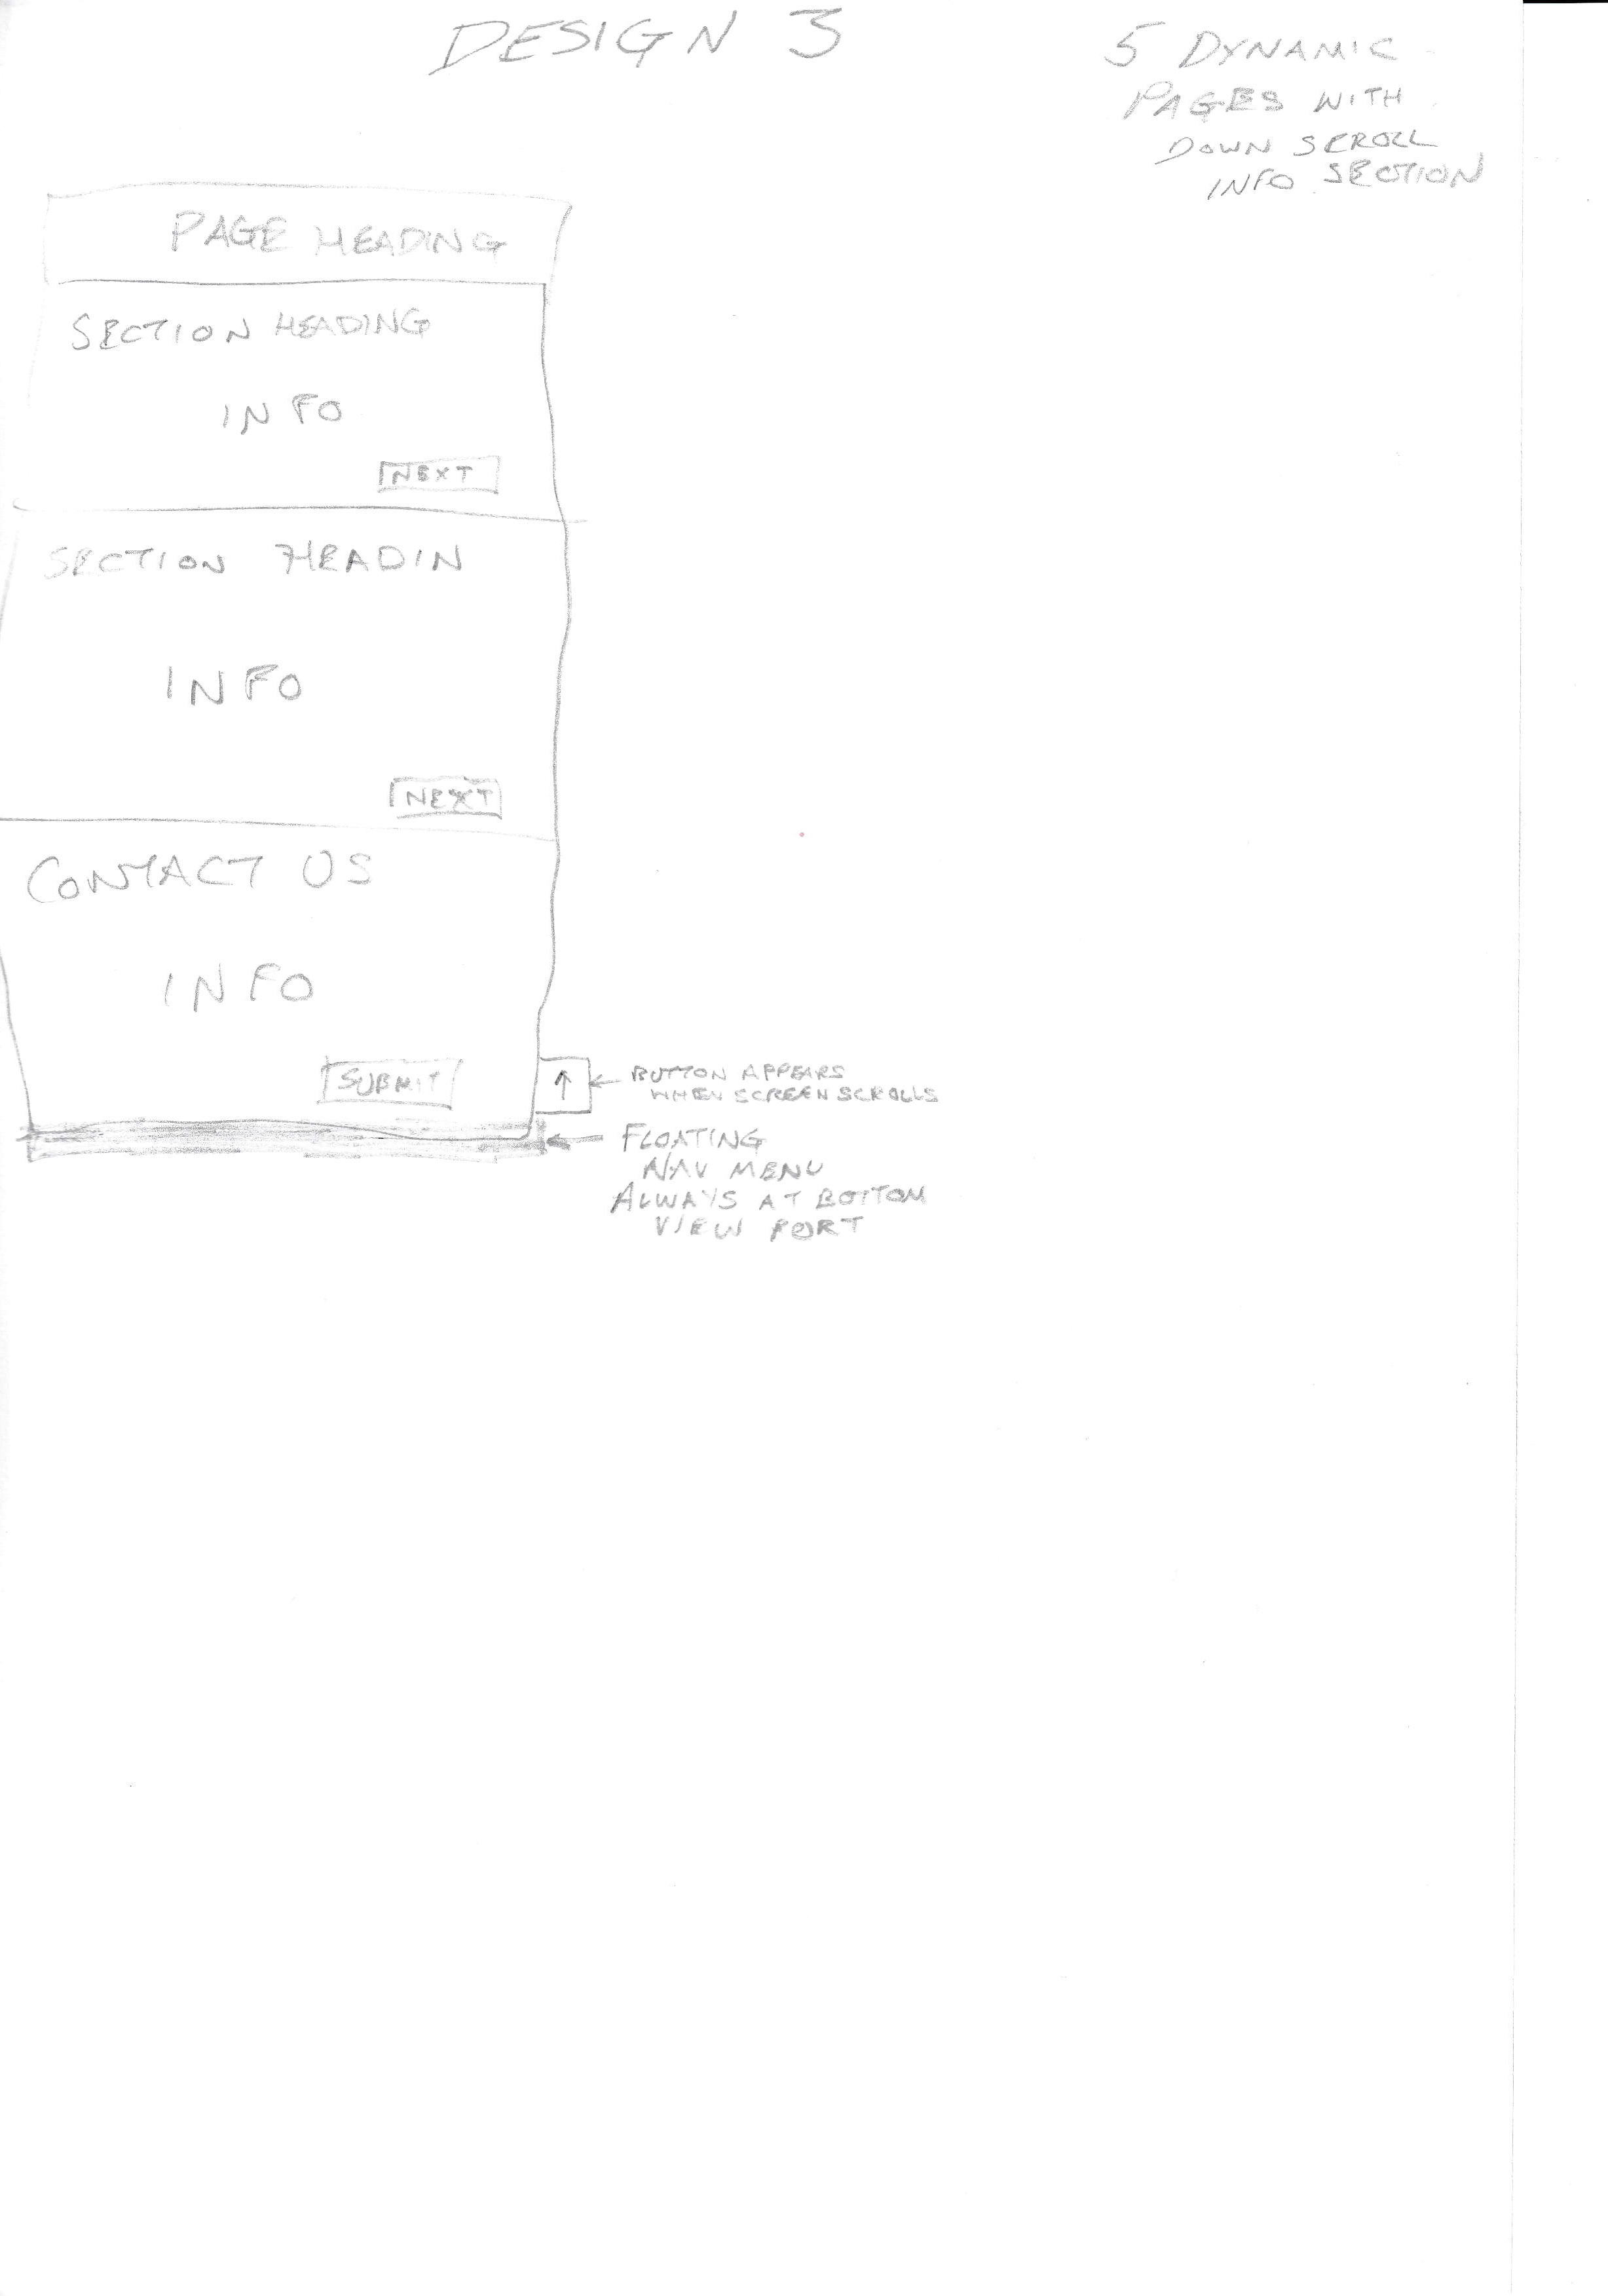 DESIGN 3
5 DYNAMIC
PAGES WITH
DOWN SCROLL
INFO SECTION
PAGE HEADING
SECTION HEADING
INFO
NEXT
SECTION HEADIN
INFO
NEXT
CONTACT US
INFO
SUBMIT
↑
BUTTON APPEARS
WHEN SCREEN SCROLLS
FLOATING
NAV MENU
ALWAYS AT BOTTOM
VIEW PORT